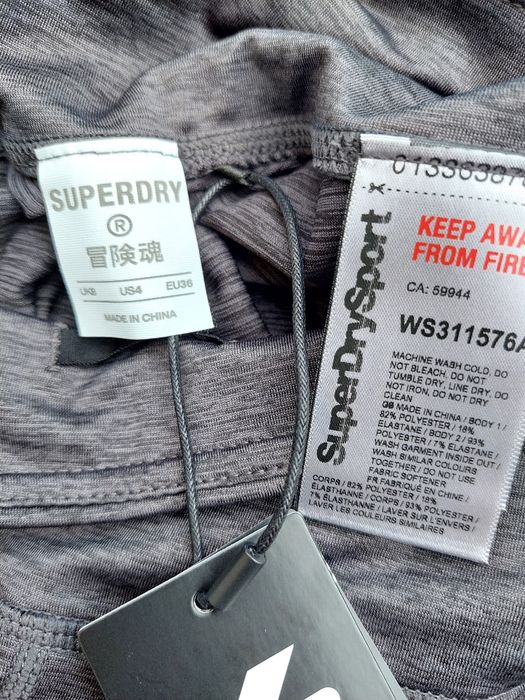 SUPERDRY
®
冒険魂
UK8 US4 EU36
MADE IN CHINA
SuperDrySport
KEEP AWA
FROM FIRE
CA: 59944
WS311576A
MACHINE WASH COLD, DO
NOT BLEACH, DO NOT
TUMBLE DRY, LINE DRY, DO
NOT IRON, DO NOT DRY
CLEAN
GB MADE IN CHINA / BODY 1 /
82% POLYESTER / 18%
ELASTANE / BODY 2 / 93%
POLYESTER / 7% ELASTANE /
WASH GARMENT INSIDE OUT /
WASH SIMILAR COLOURS
TOGETHER / DO NOT USE
FABRIC SOFTENER
FR FABRIQUÉ EN CHINE /
CORPS / 82% POLYESTER / 18%
ÉLASTHANNE / CORPS / 93% POLYESTER /
7% ÉLASTHANNE / LAVER SUR L'ENVERS /
LAVER LES COULEURS SIMILAIRES